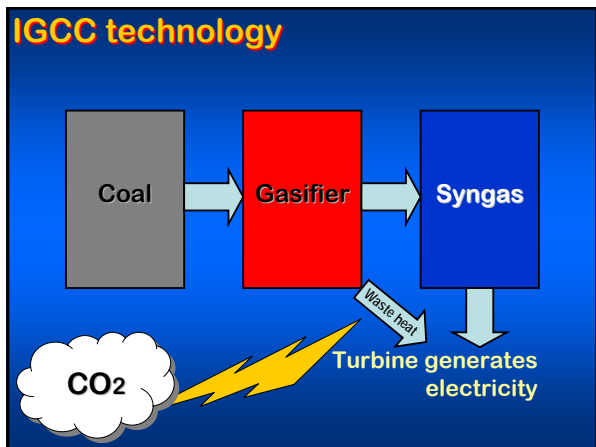 IGCC technology
Coal
Gasifier
Syngas
Waste heat
Turbine generates
electricity
CO2